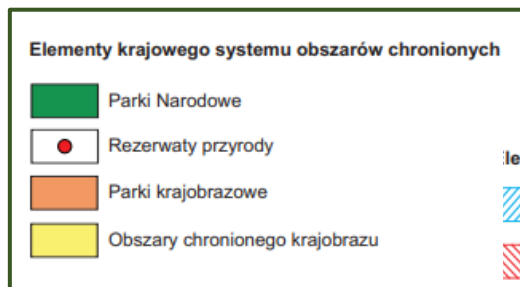 Elementy krajowego systemu obszarów chronionych
Parki Narodowe
Rezerwaty przyrody
Parki krajobrazowe
Obszary chronionego krajobrazu